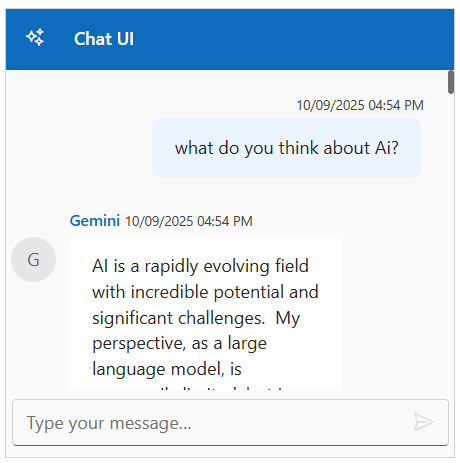 Chat UI
10/09/2025 04:54 PM
what do you think about Ai?
Gemini 10/09/2025 04:54 PM
G
AI is a rapidly evolving field
with incredible potential and
significant challenges.  My
perspective, as a large
language model, is
Type your message...